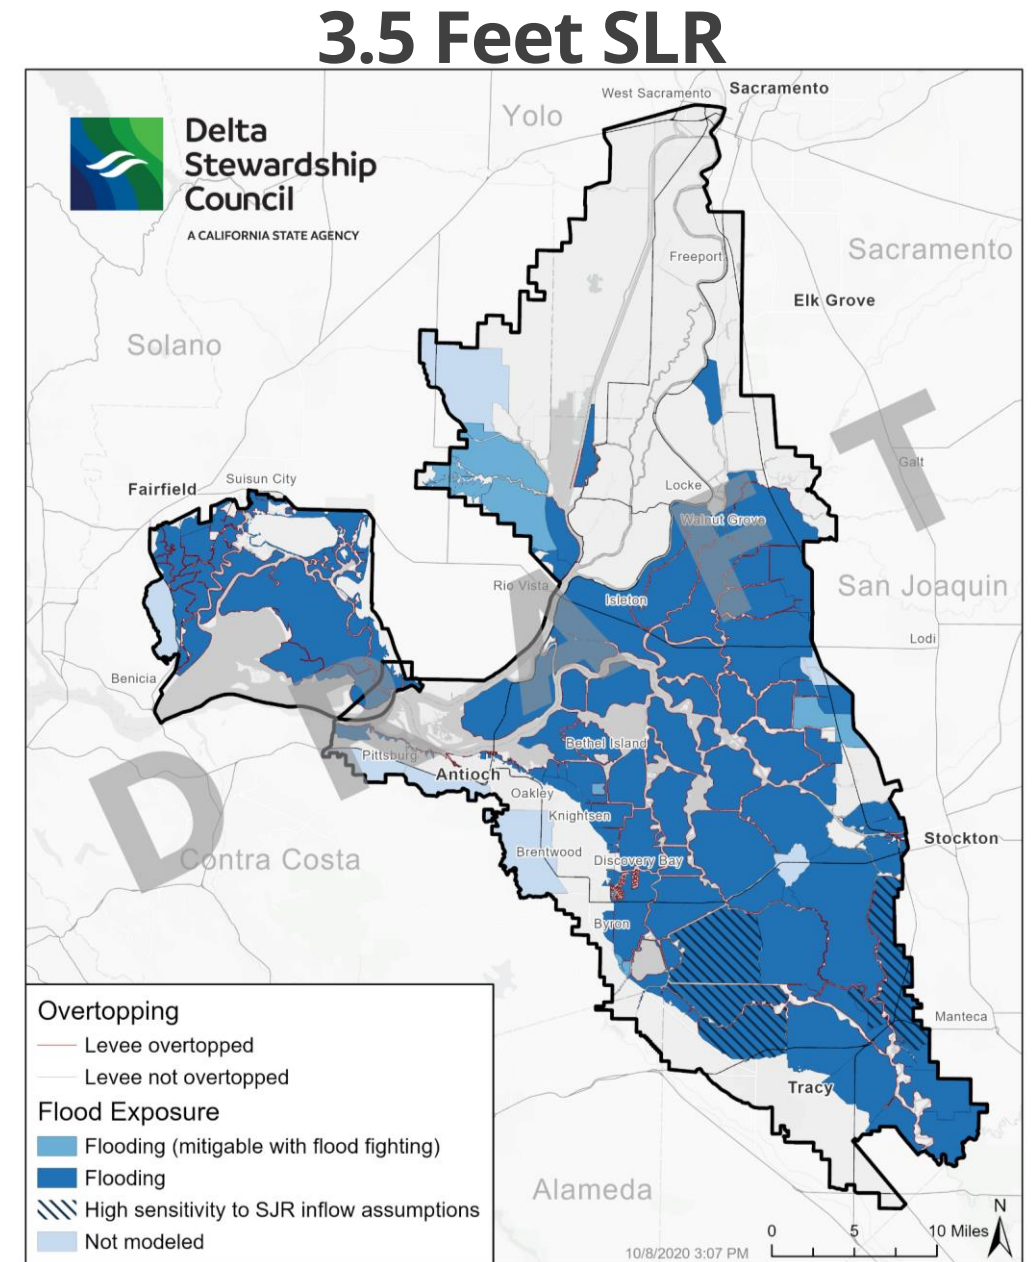 3.5 Feet SLR
Delta
Stewardship
Council
A CALIFORNIA STATE AGENCY
West Sacramento
Sacramento
Yolo
Sacramento
Freeport
Elk Grove
Solano
Galt
Suisun City
Fairfield
Locke
Walnut Grove
Rio Vista
Isleton
San Joaquin
Lodi
Benicia
DRAFT
Bethel Island
Pittsburg
Antioch
Oakley
Knightsen
Stockton
Contra Costa
Brentwood
Discovery Bay
Byron
Manteca
Tracy
Alameda
Overtopping
Levee overtopped
Levee not overtopped
Flood Exposure
Flooding (mitigable with flood fighting)
Flooding
High sensitivity to SJR inflow assumptions
Not modeled
N
0 5 10 Miles
10/8/2020 3:07 PM